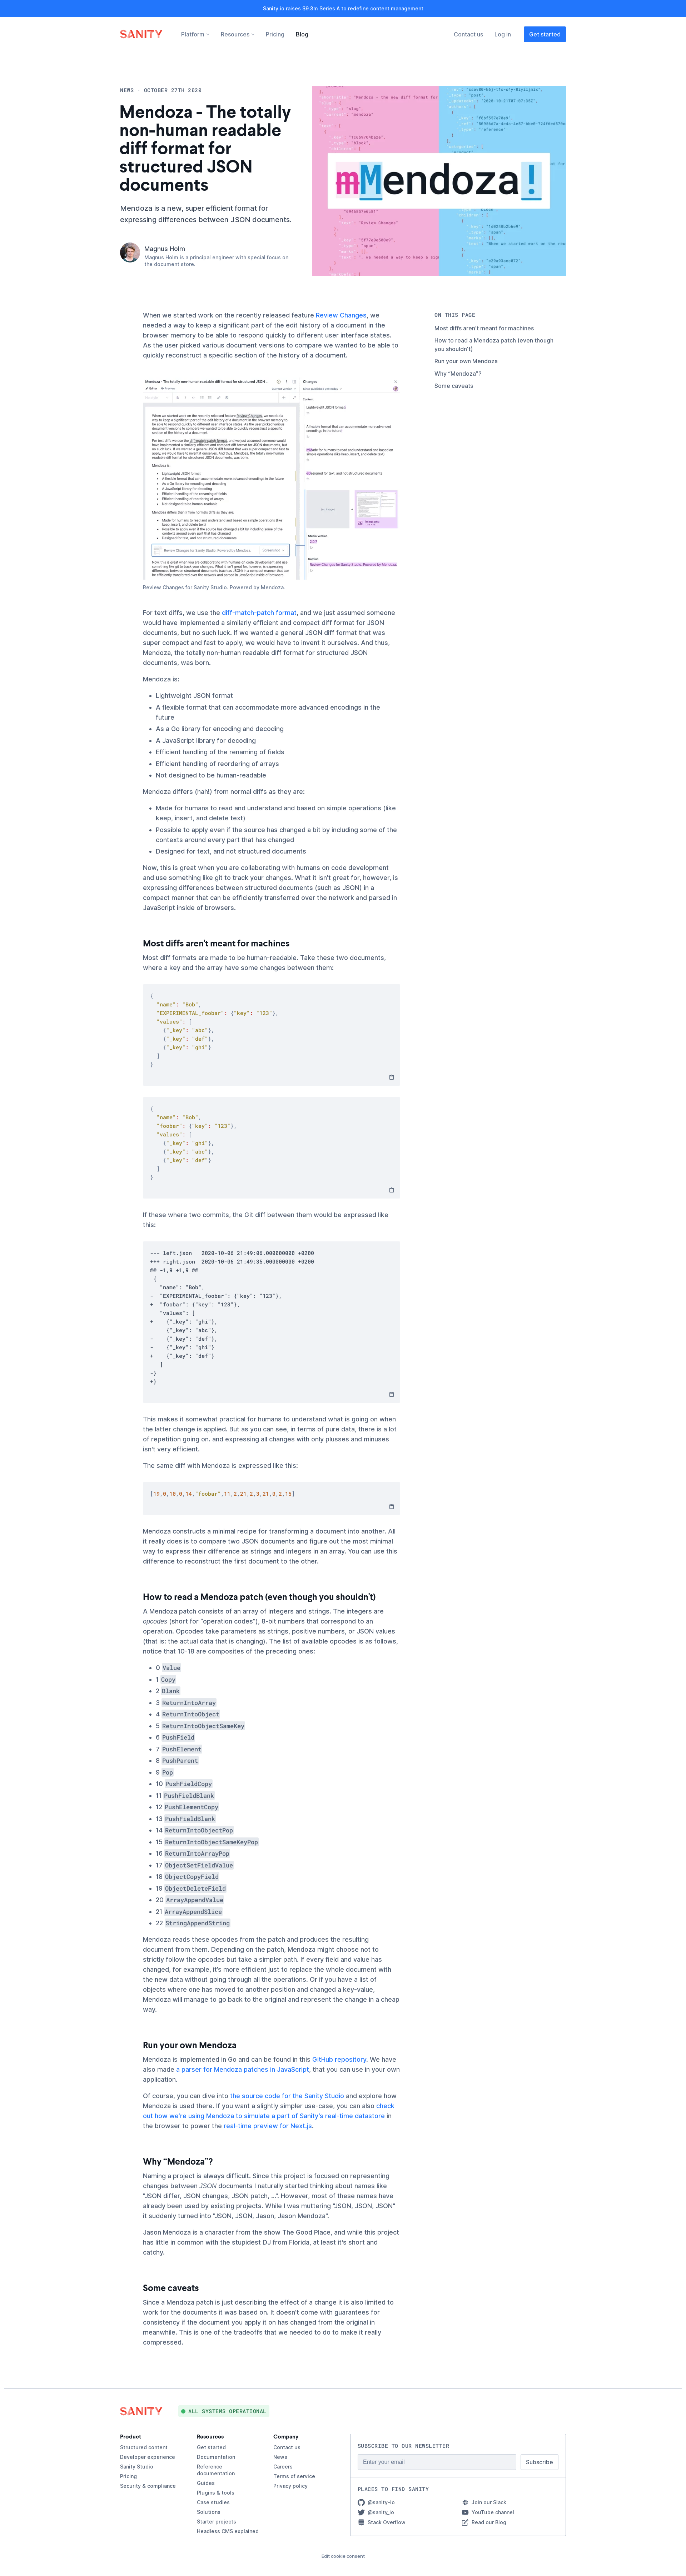 Sanity.io raises $9.3m Series A to redefine content management
SANITY
Platform
Resources
Pricing
Blog
Contact us
Log in
Get started
NEWS · OCTOBER 27TH 2020
Mendoza - The totally
non-human readable
diff format for
structured JSON
documents
Mendoza is a new, super efficient format for
expressing differences between JSON documents.
Magnus Holm
Magnus Holm is a principal engineer with special focus on
the document store.
mMendoza!
When we started work on the recently released feature Review Changes, we
needed a way to keep a significant part of the edit history of a document in the
browser memory to be able to respond quickly to different user interface states.
As the user picked various document versions to compare we wanted to be able to
quickly reconstruct a specific section of the history of a document.
ON THIS PAGE
Most diffs aren't meant for machines
How to read a Mendoza patch (even though
you shouldn't)
Run your own Mendoza
Why "Mendoza"?
Some caveats
Review Changes for Sanity Studio. Powered by Mendoza.
For text diffs, we use the diff-match-patch format, and we just assumed someone
would have implemented a similarly efficient and compact diff format for JSON
documents, but no such luck. If we wanted a general JSON diff format that was
super compact and fast to apply, we would have to invent it ourselves. And thus,
Mendoza, the totally non-human readable diff format for structured JSON
documents, was born.
Mendoza is:
• Lightweight JSON format
• A flexible format that can accommodate more advanced encodings in the
future
• As a Go library for encoding and decoding
• A JavaScript library for decoding
• Efficient handling of the renaming of fields
• Efficient handling of reordering of arrays
• Not designed to be human-readable
Mendoza differs (hah!) from normal diffs as they are:
• Made for humans to read and understand and based on simple operations (like
keep, insert, and delete text)
• Possible to apply even if the source has changed a bit by including some of the
contexts around every part that has changed
• Designed for text, and not structured documents
Now, this is great when you are collaborating with humans on code development
and use something like git to track your changes. What it isn't great for, however, is
expressing differences between structured documents (such as JSON) in a
compact manner that can be efficiently transferred over the network and parsed in
JavaScript inside of browsers.
Most diffs aren't meant for machines
Most diff formats are made to be human-readable. Take these two documents,
where a key and the array have some changes between them:
{
"name": "Bob",
"EXPERIMENTAL_foobar": {"key": "123"},
"values": [
{"_key": "abc"},
{"_key": "def"},
{"_key": "ghi"}
]
}
{
"name": "Bob",
"foobar": {"key": "123"},
"values": [
{"_key": "ghi"},
{"_key": "abc"},
{"_key": "def"}
]
}
If these where two commits, the Git diff between them would be expressed like
this:
--- left.json 2020-10-06 21:49:06.000000000 +0200
+++ right.json 2020-10-06 21:49:35.000000000 +0200
@@ -1,9 +1,9 @@
{
"name": "Bob",
- "EXPERIMENTAL_foobar": {"key": "123"},
+ "foobar": {"key": "123"},
"values": [
+ {"_key": "ghi"},
{"_key": "abc"},
- {"_key": "def"},
- {"_key": "ghi"}
+ {"_key": "def"}
]
-}
+}
This makes it somewhat practical for humans to understand what is going on when
the latter change is applied. But as you can see, in terms of pure data, there is a lot
of repetition going on. and expressing all changes with only plusses and minuses
isn't very efficient.
The same diff with Mendoza is expressed like this:
[19,0,10,0,14,"foobar",11,2,21,2,3,21,0,2,15]
Mendoza constructs a minimal recipe for transforming a document into another. All
it really does is to compare two JSON documents and figure out the most minimal
way to express their difference as strings and integers in an array. You can use this
difference to reconstruct the first document to the other.
How to read a Mendoza patch (even though you shouldn't)
A Mendoza patch consists of an array of integers and strings. The integers are
opcodes (short for "operation codes"), 8-bit numbers that correspond to an
operation. Opcodes take parameters as strings, positive numbers, or JSON values
(that is: the actual data that is changing). The list of available opcodes is as follows,
notice that 10-18 are composites of the preceding ones:
• 0 Value
• 1 Copy
• 2 Blank
• 3 ReturnIntoArray
• 4 ReturnIntoObject
• 5 ReturnIntoObjectSameKey
• 6 PushField
• 7 PushElement
• 8 PushParent
• 9 Pop
• 10 PushFieldCopy
• 11 PushFieldBlank
• 12 PushElementCopy
• 13 PushFieldBlank
• 14 ReturnIntoObjectPop
• 15 ReturnIntoObjectSameKeyPop
• 16 ReturnIntoArrayPop
• 17 ObjectSetFieldValue
• 18 ObjectCopyField
• 19 ObjectDeleteField
• 20 ArrayAppendValue
• 21 ArrayAppendSlice
• 22 StringAppendString
Mendoza reads these opcodes from the patch and produces the resulting
document from them. Depending on the patch, Mendoza might choose not to
strictly follow the opcodes but take a simpler path. If every field and value has
changed, for example, it's more efficient just to replace the whole document with
the new data without going through all the operations. Or if you have a list of
objects where one has moved to another position and changed a key-value,
Mendoza will manage to go back to the original and represent the change in a cheap
way.
Run your own Mendoza
Mendoza is implemented in Go and can be found in this GitHub repository. We have
also made a parser for Mendoza patches in JavaScript, that you can use in your own
application.
Of course, you can dive into the source code for the Sanity Studio and explore how
Mendoza is used there. If you want a slightly simpler use-case, you can also check
out how we're using Mendoza to simulate a part of Sanity's real-time datastore in
the browser to power the real-time preview for Next.js.
Why "Mendoza"?
Naming a project is always difficult. Since this project is focused on representing
changes between JSON documents I naturally started thinking about names like
"JSON differ, JSON changes, JSON patch, …". However, most of these names have
already been used by existing projects. While I was muttering "JSON, JSON, JSON"
it suddenly turned into "JSON, JSON, Jason, Jason Mendoza".
Jason Mendoza is a character from the show The Good Place, and while this project
has little in common with the stupidest DJ from Florida, at least it's short and
catchy.
Some caveats
Since a Mendoza patch is just describing the effect of a change it is also limited to
work for the documents it was based on. It doesn't come with guarantees for
consistency if the document you apply it on has changed from the original in
meanwhile. This is one of the tradeoffs that we needed to do to make it really
compressed.
SANITY
ALL SYSTEMS OPERATIONAL
Product
Structured content
Developer experience
Sanity Studio
Pricing
Security & compliance
Resources
Get started
Documentation
Reference
documentation
Guides
Plugins & tools
Case studies
Solutions
Starter projects
Headless CMS explained
Company
Contact us
News
Careers
Terms of service
Privacy policy
SUBSCRIBE TO OUR NEWSLETTER
Enter your email
Subscribe
PLACES TO FIND SANITY
@sanity-io
Join our Slack
@sanity_io
YouTube channel
Stack Overflow
Read our Blog
Edit cookie consent